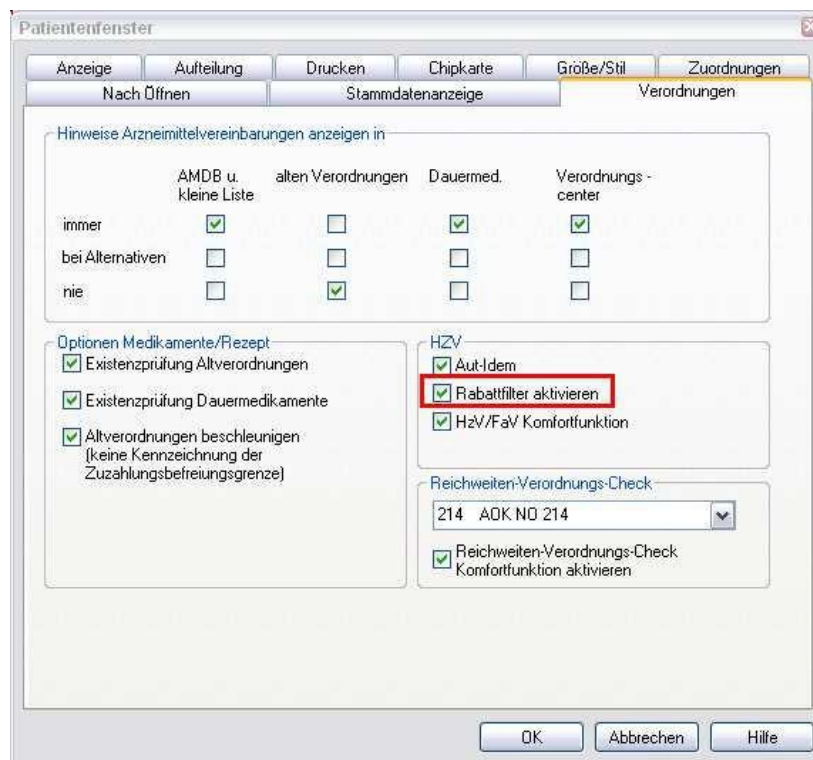 Patientenfenster
Anzeige Aufteilung Drucken Chipkarte Größe/Stil Zuordnungen
Nach Öffnen Stammdatenanzeige Verordnungen
Hinweise Arzneimittelvereinbarungen anzeigen in
AMDB u. kleine Liste alten Verordnungen Dauermed. Verordnungs - center
immer
bei Alternativen
nie
Optionen Medikamente/Rezept
Existenzprüfung Altverordnungen
Existenzprüfung Dauermedikamente
Altverordnungen beschleunigen
(keine Kennzeichnung der
Zuzahlungsbefreiungsgrenze)
HZV
Aut-Idem
Rabattfilter aktivieren
HzV/FaV Komfortfunktion
Reichweiten-Verordnungs-Check
214 AOK NO 214
Reichweiten-Verordnungs-Check
Komfortfunktion aktivieren
OK Abbrechen Hilfe